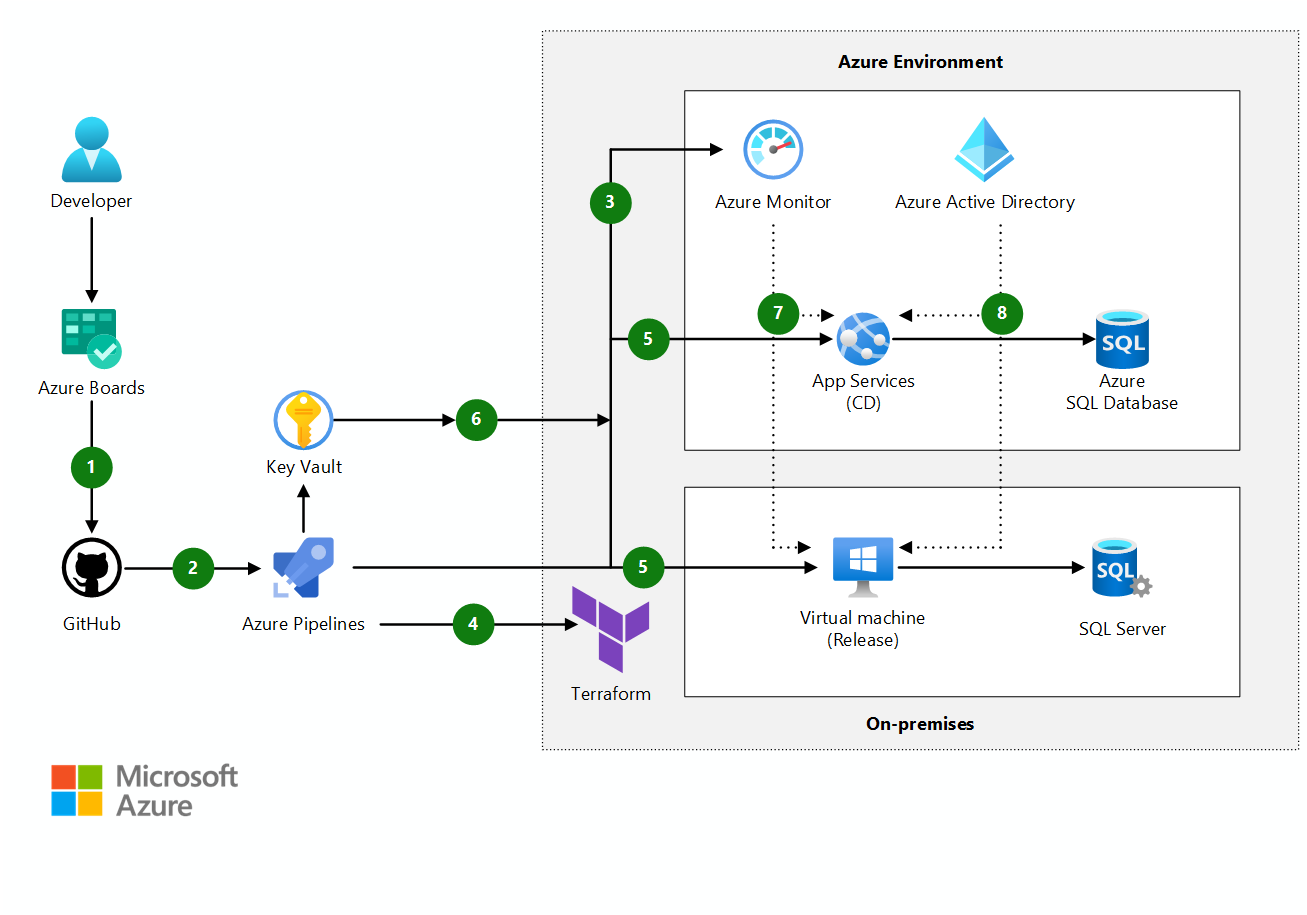 Azure Environment
Developer
Azure Monitor
Azure Active Directory
3
7
8
5
SQL
App Services
(CD)
Azure
SQL Database
Azure Boards
6
Key Vault
1
2
GitHub
Azure Pipelines
4
5
Terraform
Virtual machine
(Release)
SQL
SQL Server
On-premises
Microsoft
Azure